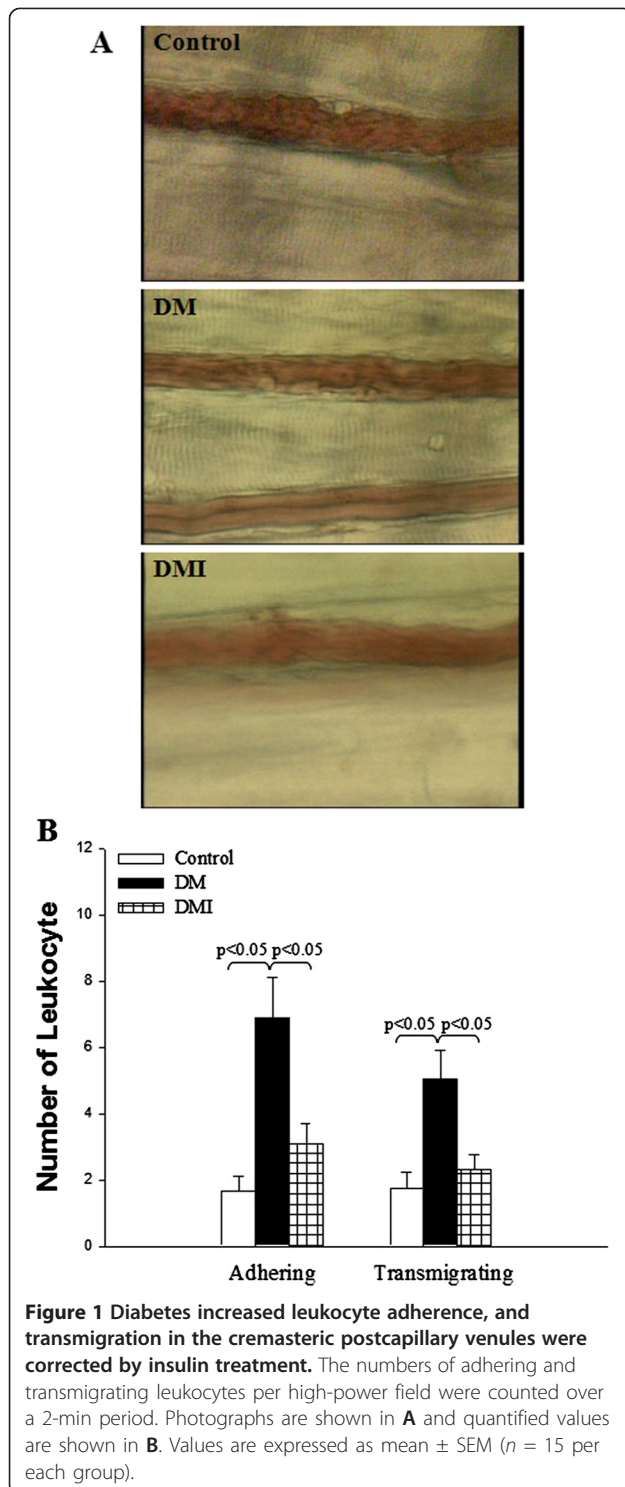 A
Control
DM
DMI
B
12
10
8
6
4
2
0
Number of Leukocyte
Control
DM
DMI
p<0.05 p<0.05
p<0.05 p<0.05
Adhering Transmigrating
Figure 1 Diabetes increased leukocyte adherence, and
transmigration in the cremasteric postcapillary venules were
corrected by insulin treatment. The numbers of adhering and
transmigrating leukocytes per high-power field were counted over
a 2-min period. Photographs are shown in A and quantified values
are shown in B. Values are expressed as mean ± SEM (n = 15 per
each group).